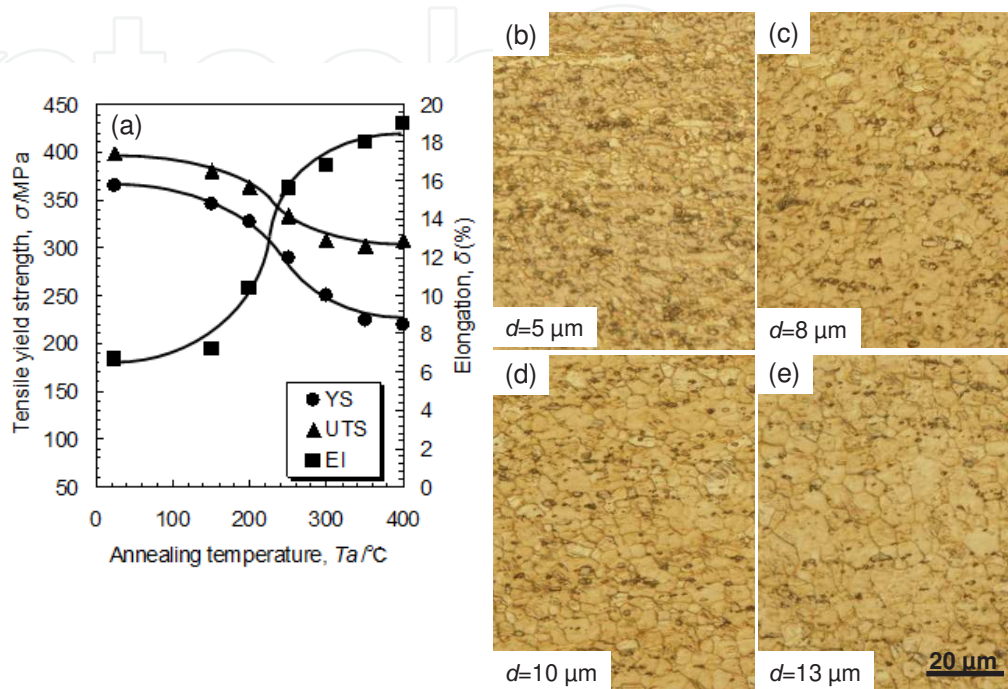 (a)
450
400
350
300
250
200
150
100
50
20
18
16
14
12
10
8
6
4
2
0
0 100 200 300 400
Tensile yield strength, σ/MPa
Elongation, δ(%)
Annealing temperature, Ta/°C
YS
UTS
El
(b)
d=5 µm
(c)
d=8 µm
(d)
d=10 µm
(e)
d=13 µm
20 µm